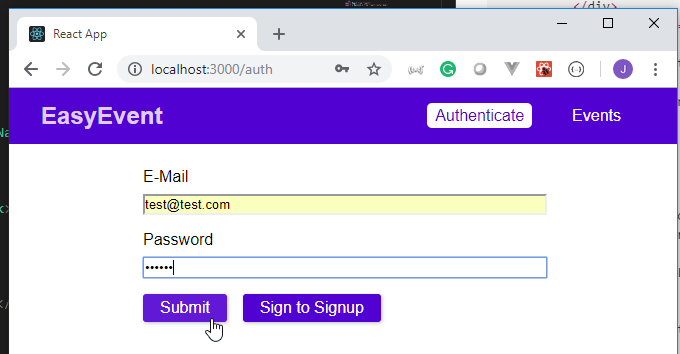 </div>
React App
localhost:3000/auth
J
EasyEvent
Authenticate
Events
E-Mail
test@test.com
Password
••••••
Submit
Sign to Signup